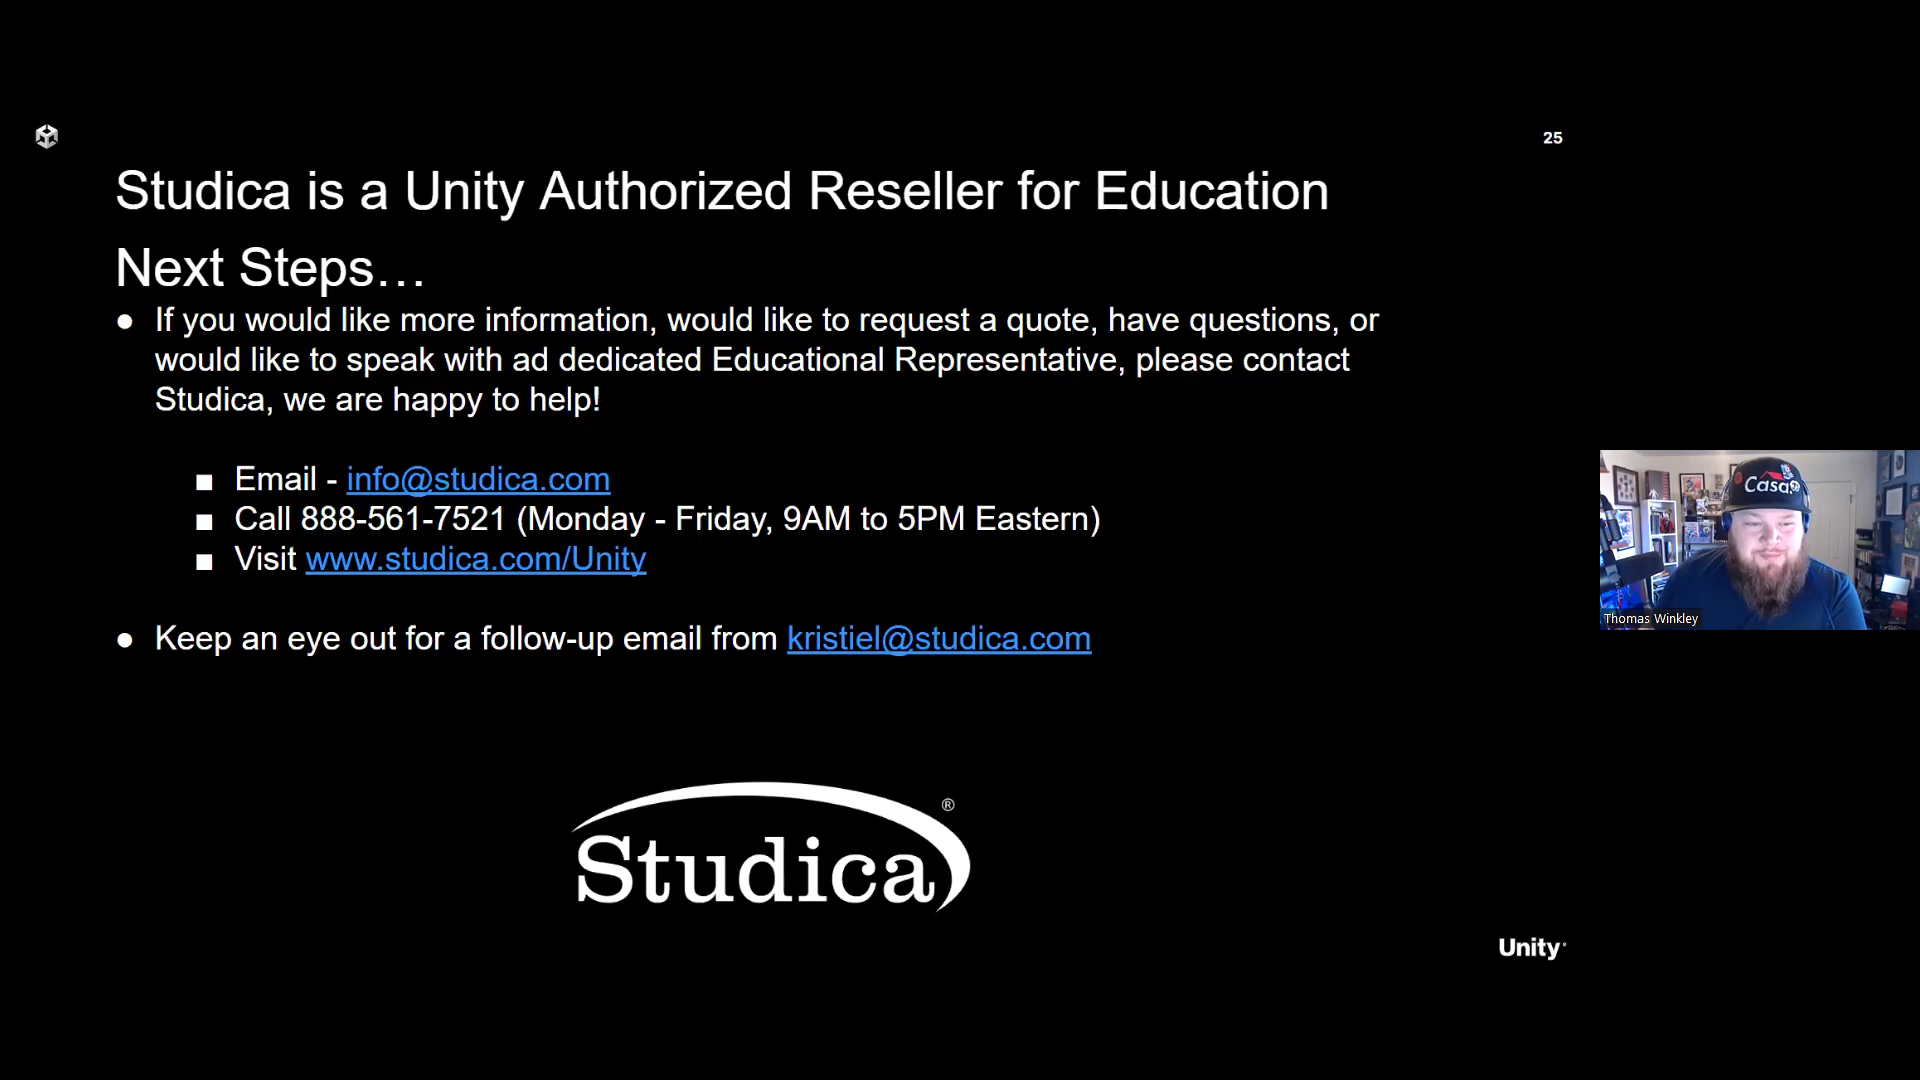 25
Studica is a Unity Authorized Reseller for Education
Next Steps…
● If you would like more information, would like to request a quote, have questions, or
would like to speak with ad dedicated Educational Representative, please contact
Studica, we are happy to help!
■ Email - info@studica.com
■ Call 888-561-7521 (Monday - Friday, 9AM to 5PM Eastern)
■ Visit www.studica.com/Unity
● Keep an eye out for a follow-up email from kristiel@studica.com
Casa
Thomas Winkley
Studica®
Unity